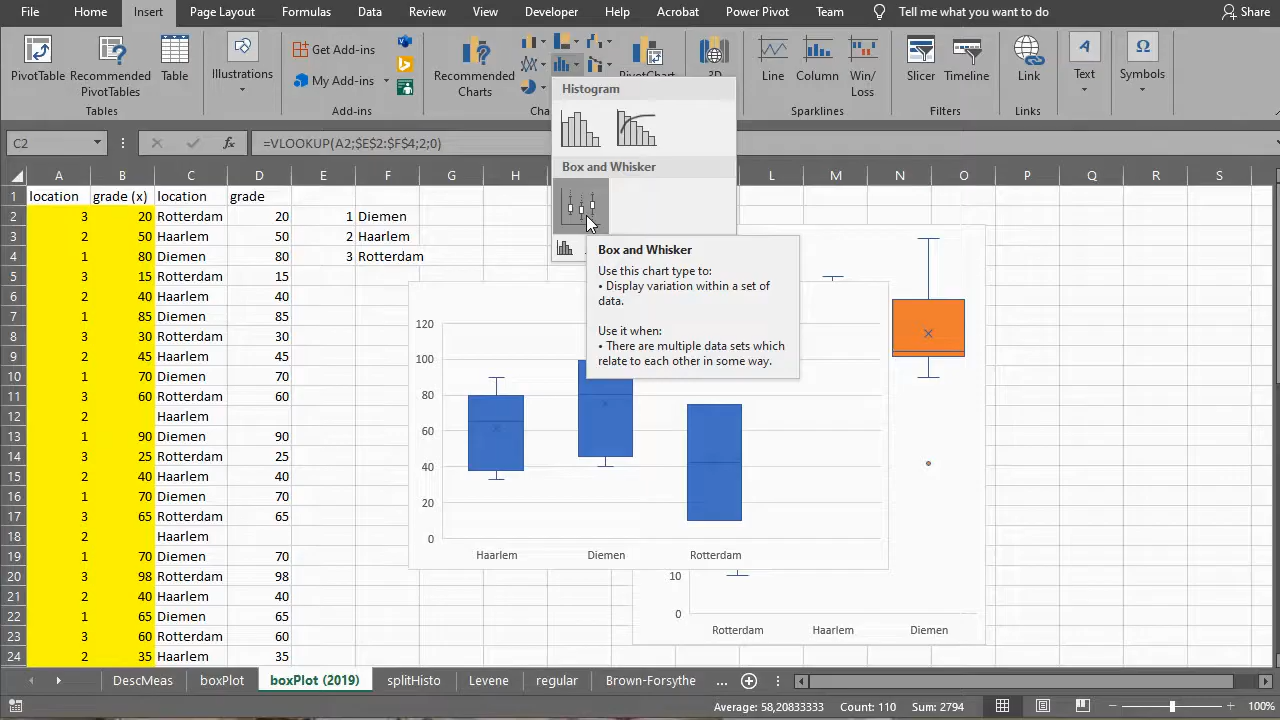 File Insert Page Layout Formulas Data Review View Developer Help Acrobat Power Pivot Team Tell me what you want to do Share
PivotTable
Recommended
PivotTables
Table
Tables
Illustrations
Get Add-ins
My Add-ins
Add-ins
Recommended
Charts
PivotChart
3D
Line
Column
Win/
Loss
Sparklines
Slicer
Timeline
Filters
Link
Links
Text
Symbols
Histogram
Box and Whisker
Box and Whisker
Use this chart type to:
• Display variation within a set of
data.
Use it when:
• There are multiple data sets which
relate to each other in some way.
C2 fx =VLOOKUP(A2;$E$2:$F$4;2;0)
A B C D E F G H L M N O P Q R S
1 location grade (x) location grade
2 3 20 Rotterdam 20 1 Diemen
3 2 50 Haarlem 50 2 Haarlem
4 1 80 Diemen 80 3 Rotterdam
5 3 15 Rotterdam 15
6 2 40 Haarlem 40
7 1 85 Diemen 85
8 3 30 Rotterdam 30
9 2 45 Haarlem 45
10 1 70 Diemen 70
11 3 60 Rotterdam 60
12 2 Haarlem
13 1 90 Diemen 90
14 3 25 Rotterdam 25
15 2 40 Haarlem 40
16 1 70 Diemen 70
17 3 65 Rotterdam 65
18 2 Haarlem
19 1 70 Diemen 70
20 3 98 Rotterdam 98
21 2 40 Haarlem 40
22 1 65 Diemen 65
23 3 60 Rotterdam 60
24 2 35 Haarlem 35
120
100
80
60
40
20
0
Haarlem Diemen Rotterdam
10
0
Rotterdam Haarlem Diemen
DescMeas boxPlot boxPlot (2019) splitHisto Levene regular Brown-Forsythe ...
Average: 58,20833333 Count: 110 Sum: 2794 100%